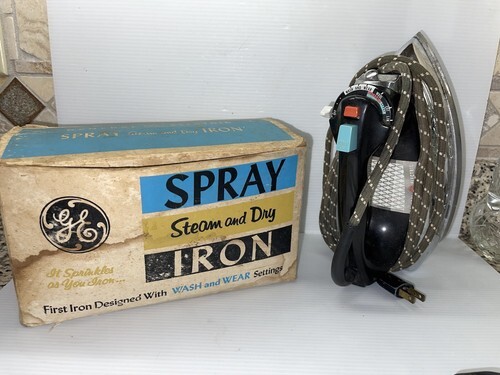 SPRAY Steam and Dry IRON
GE
SPRAY
Steam and Dry
IRON
It Sprinkles
as You Iron...
First Iron Designed With WASH and WEAR Settings